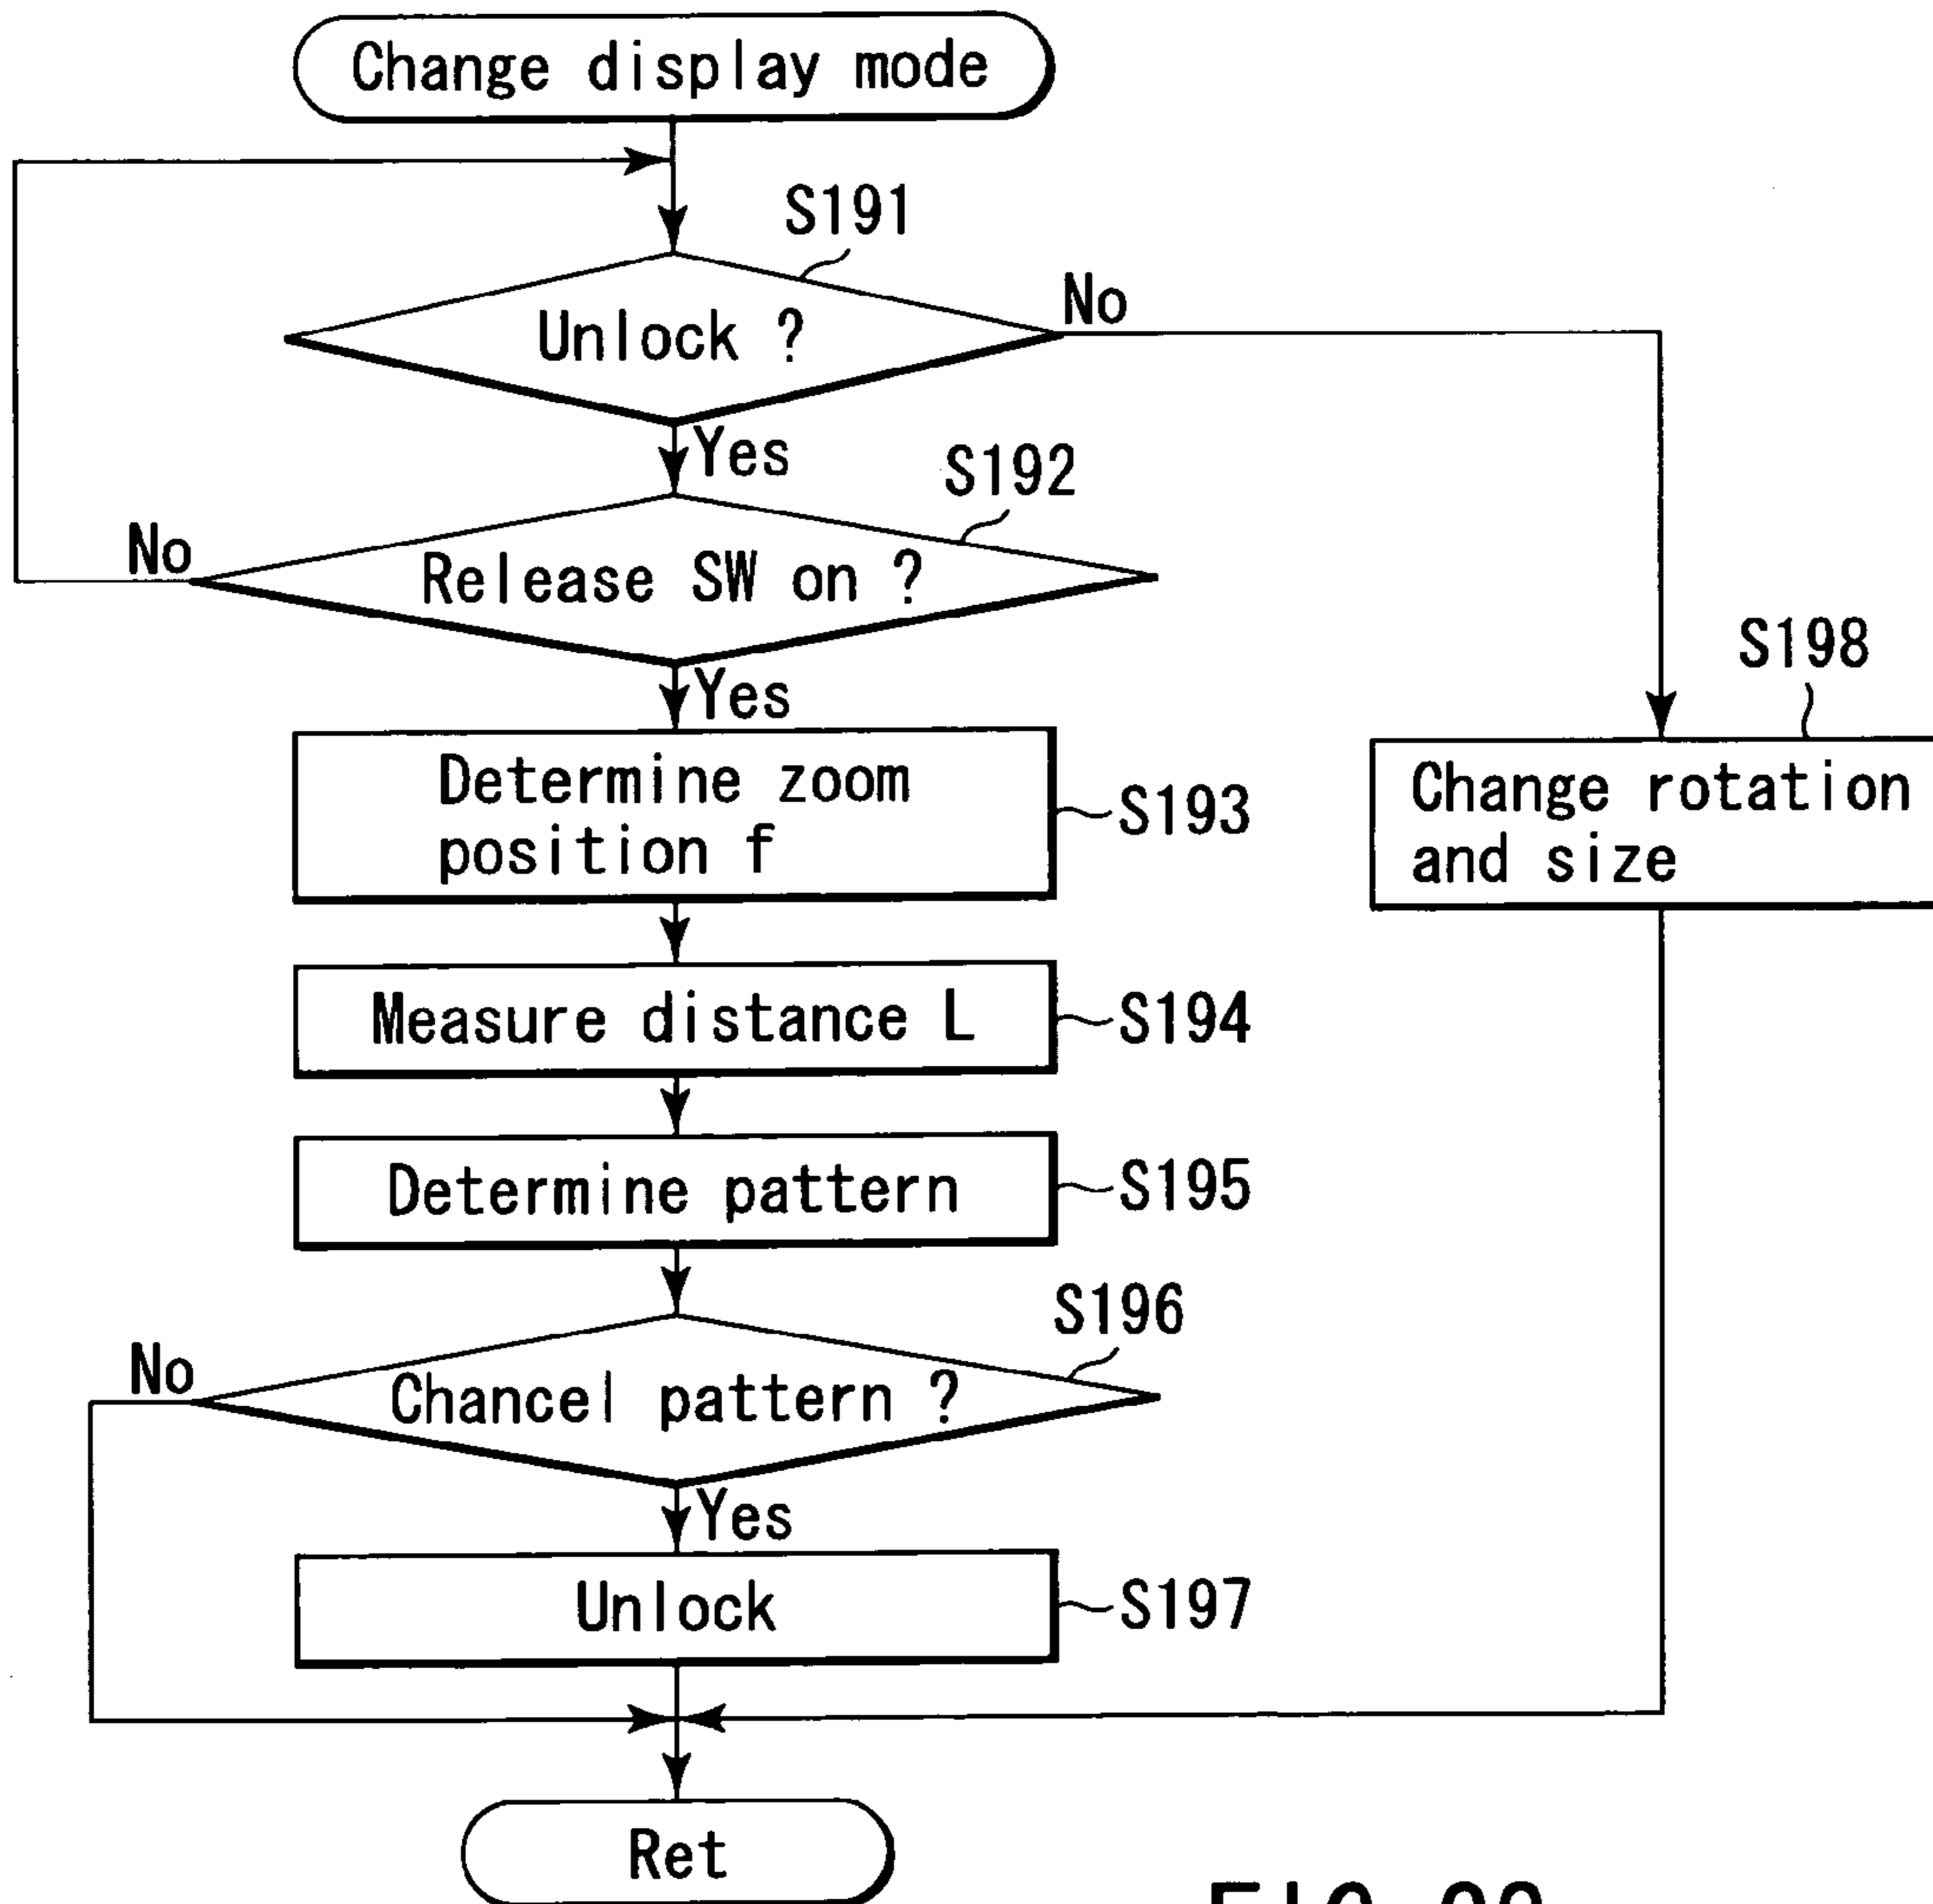 Change display mode
S191
Unlock ?
No
Yes
S192
No
Release SW on ?
Yes
S198
Determine zoom
position f
S193
Change rotation
and size
Measure distance L
S194
Determine pattern
S195
S196
No
Chancel pattern ?
Yes
Unlock
S197
Ret